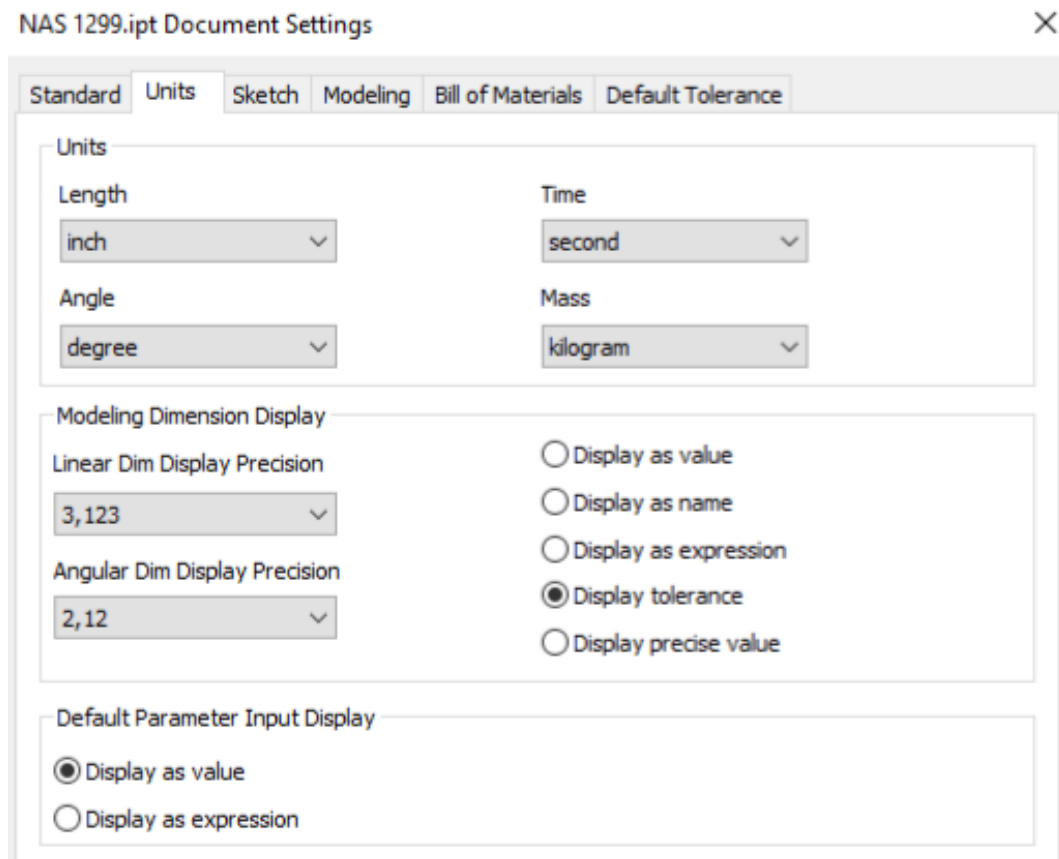 NAS 1299.ipt Document Settings
Standard Units Sketch Modeling Bill of Materials Default Tolerance
Units
Length Time
inch second
Angle Mass
degree kilogram
Modeling Dimension Display
Linear Dim Display Precision
3,123
Angular Dim Display Precision
2,12
Display as value
Display as name
Display as expression
Display tolerance
Display precise value
Default Parameter Input Display
Display as value
Display as expression